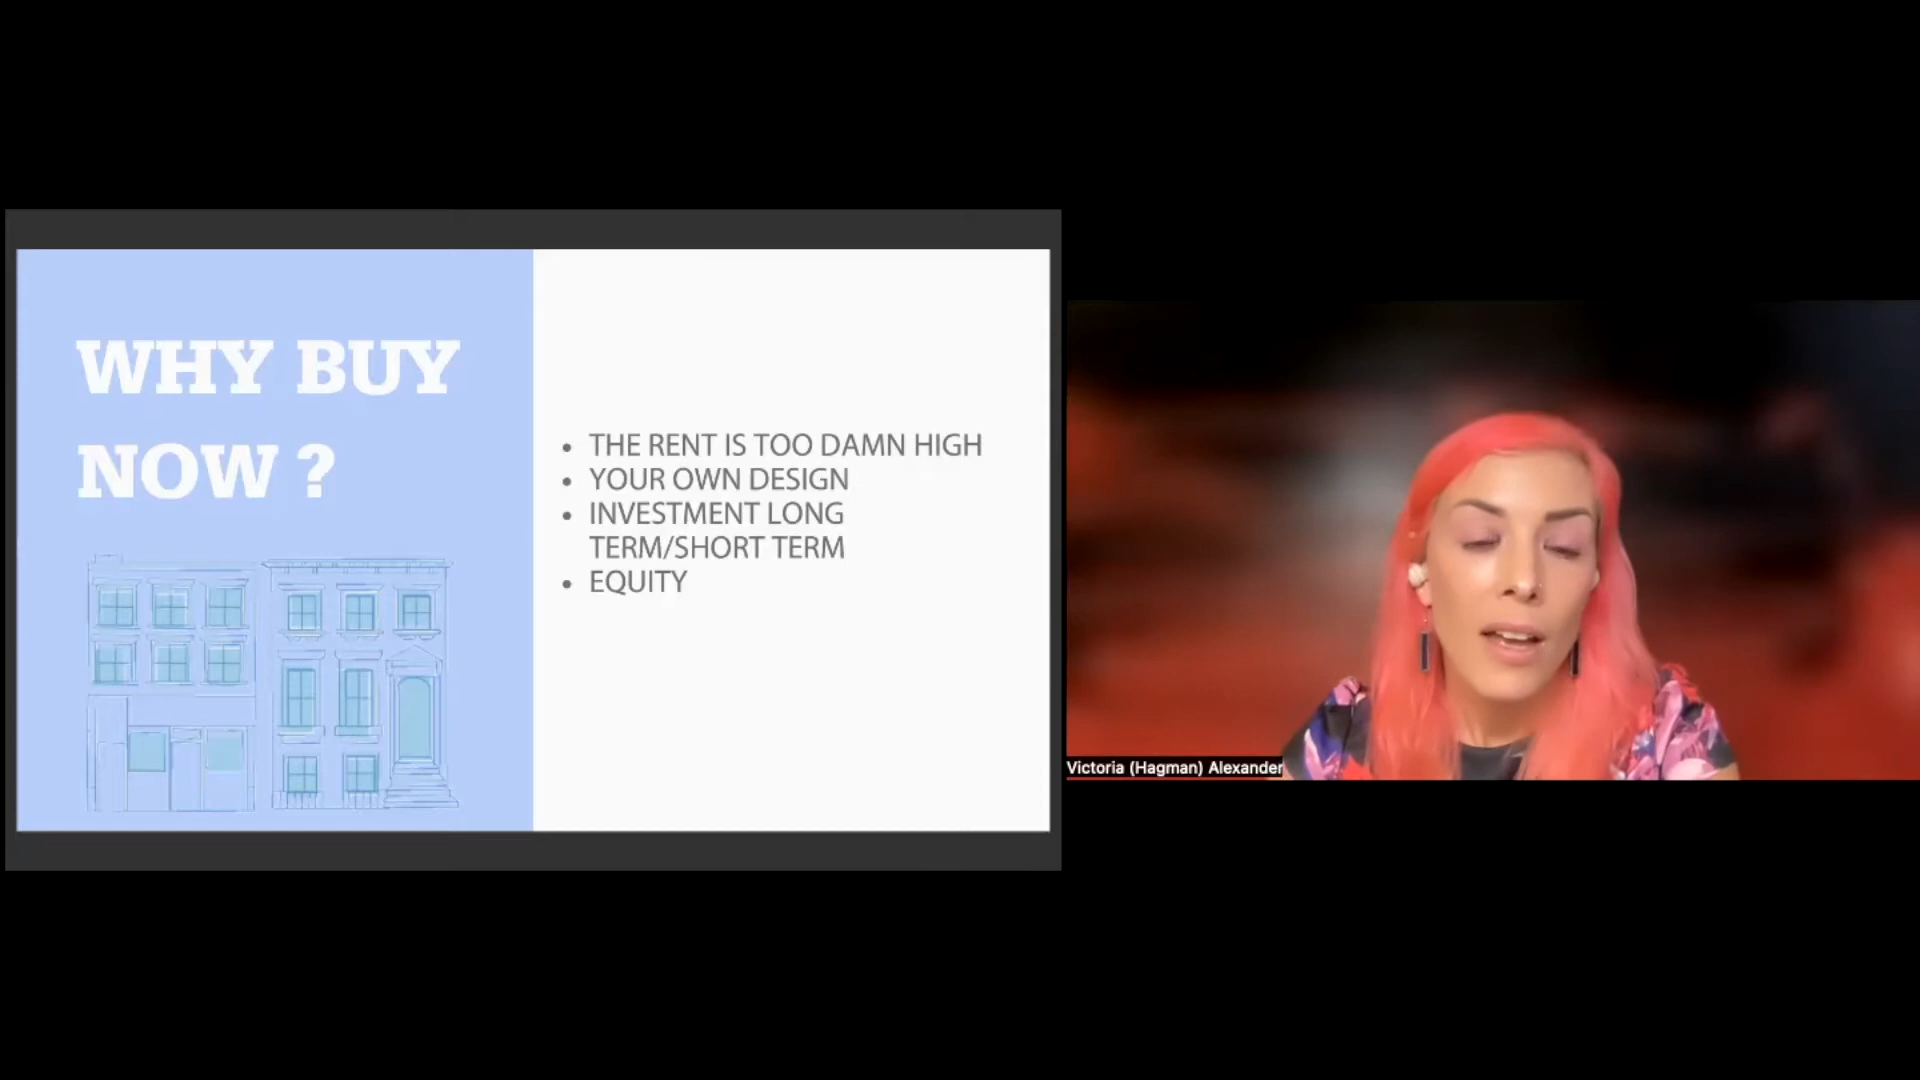 WHY BUY
NOW ?
• THE RENT IS TOO DAMN HIGH
• YOUR OWN DESIGN
• INVESTMENT LONG
TERM/SHORT TERM
• EQUITY
Victoria (Hagman) Alexander